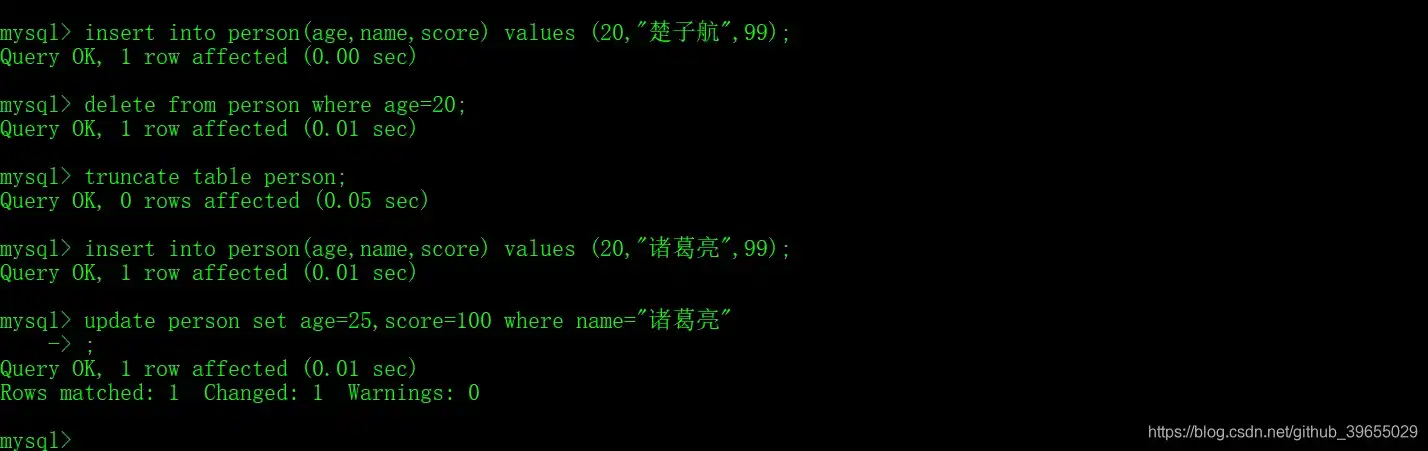 mysql> insert into person(age,name,score) values (20,"楚子航",99);
Query OK, 1 row affected (0.00 sec)
mysql> delete from person where age=20;
Query OK, 1 row affected (0.01 sec)
mysql> truncate table person;
Query OK, 0 rows affected (0.05 sec)
mysql> insert into person(age,name,score) values (20,"诸葛亮",99);
Query OK, 1 row affected (0.01 sec)
mysql> update person set age=25,score=100 where name="诸葛亮"
    -> ;
Query OK, 1 row affected (0.01 sec)
Rows matched: 1  Changed: 1  Warnings: 0
mysql>
https://blog.csdn.net/github_39655029